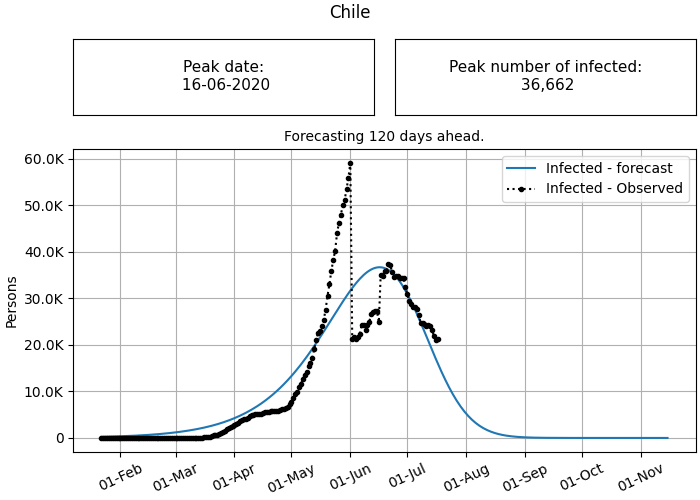 Chile
Peak date:
16-06-2020
Peak number of infected:
36,662
Forecasting 120 days ahead.
60.0K
50.0K
40.0K
30.0K
20.0K
10.0K
0
Persons
Infected - forecast
Infected - Observed
01-Feb
01-Mar
01-Apr
01-May
01-Jun
01-Jul
01-Aug
01-Sep
01-Oct
01-Nov